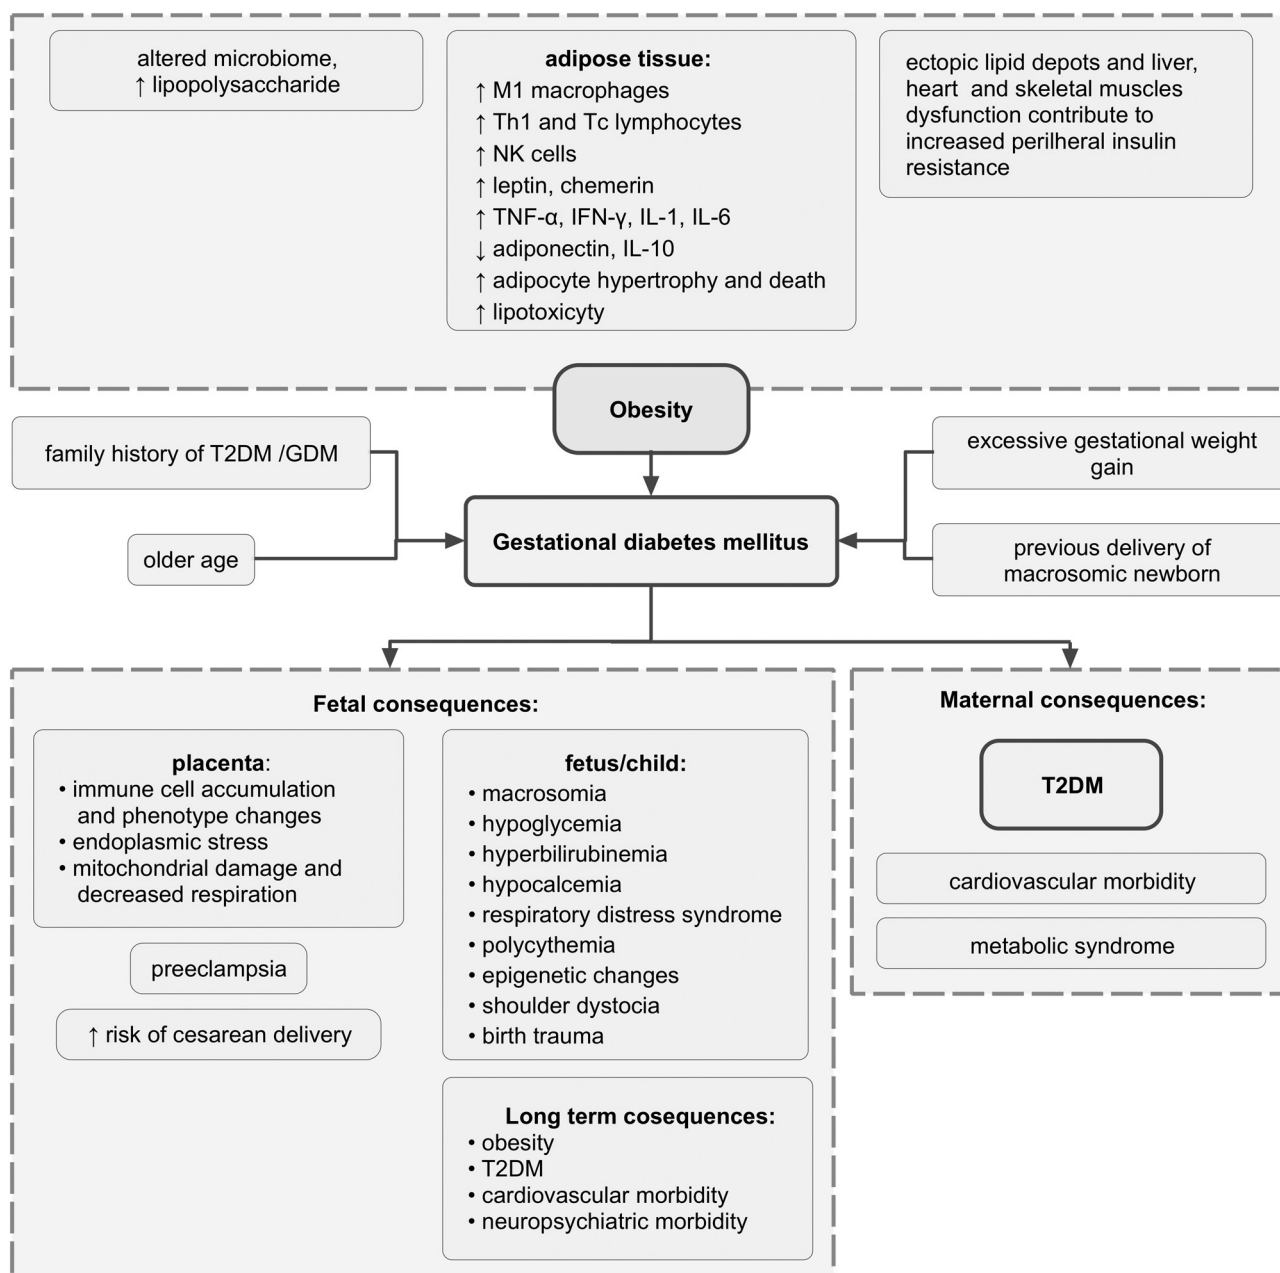 altered microbiome,
↑ lipopolysaccharide
adipose tissue:
↑ M1 macrophages
↑ Th1 and Tc lymphocytes
↑ NK cells
↑ leptin, chemerin
↑ TNF-α, IFN-γ, IL-1, IL-6
↓ adiponectin, IL-10
↑ adipocyte hypertrophy and death
↑ lipotoxicyty
ectopic lipid depots and liver,
heart and skeletal muscles
dysfunction contribute to
increased perilheral insulin
resistance
Obesity
family history of T2DM /GDM
older age
Gestational diabetes mellitus
excessive gestational weight
gain
previous delivery of
macrosomic newborn
Fetal consequences:
placenta:
• immune cell accumulation
and phenotype changes
• endoplasmic stress
• mitochondrial damage and
decreased respiration
preeclampsia
↑ risk of cesarean delivery
fetus/child:
• macrosomia
• hypoglycemia
• hyperbilirubinemia
• hypocalcemia
• respiratory distress syndrome
• polycythemia
• epigenetic changes
• shoulder dystocia
• birth trauma
Long term cosequences:
• obesity
• T2DM
• cardiovascular morbidity
• neuropsychiatric morbidity
Maternal consequences:
T2DM
cardiovascular morbidity
metabolic syndrome